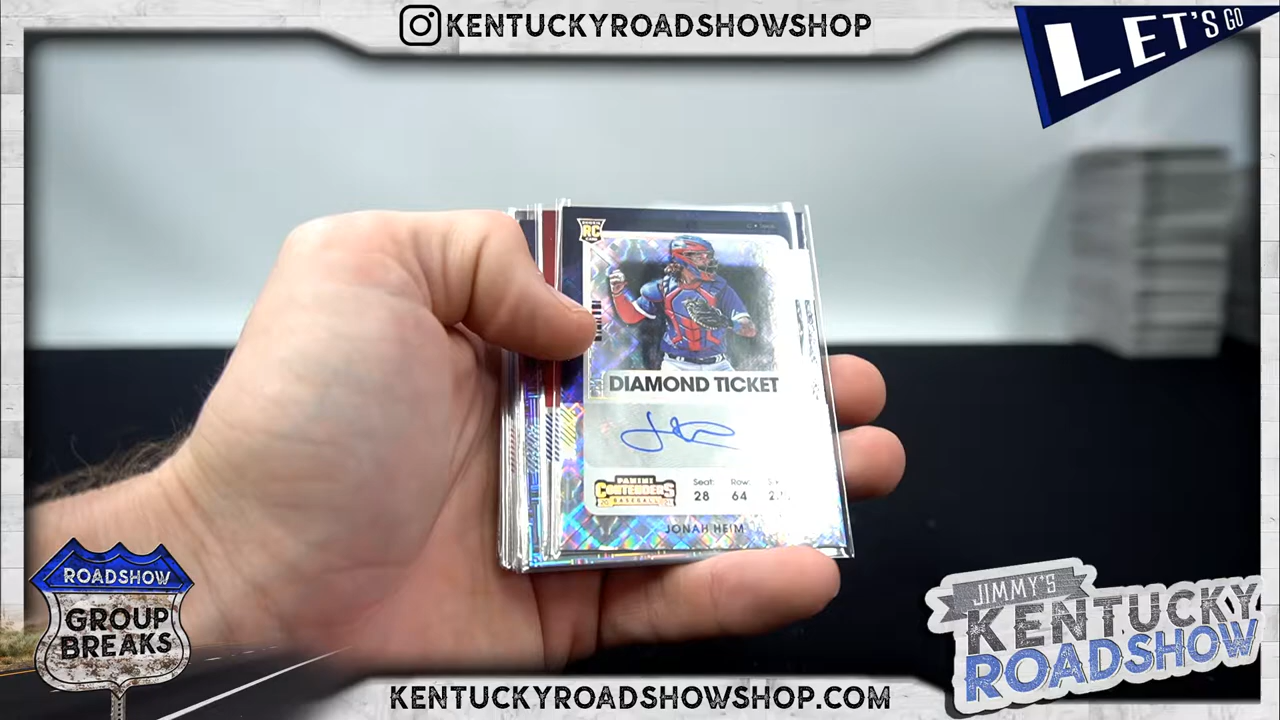 KENTUCKYROADSHOWSHOP
LET'S GO
RC
DIAMOND TICKET
PANINI
CONTENDERS
BASEBALL
Seat: Row:
28 64
JONAH HEIM
ROADSHOW
GROUP
BREAKS
JIMMY'S
KENTUCKY
ROADSHOW
KENTUCKYROADSHOWSHOP.COM